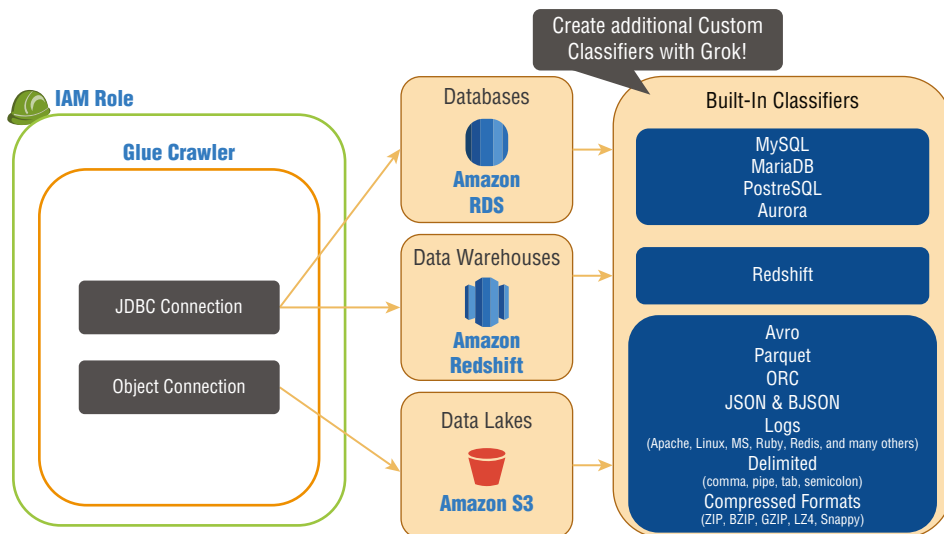 Create additional Custom
Classifiers with Grok!
IAM Role
Glue Crawler
JDBC Connection
Object Connection
Databases
Amazon
RDS
Data Warehouses
Amazon
Redshift
Data Lakes
Amazon S3
Built-In Classifiers
MySQL
MariaDB
PostreSQL
Aurora
Redshift
Avro
Parquet
ORC
JSON & BJSON
Logs
(Apache, Linux, MS, Ruby, Redis, and many others)
Delimited
(comma, pipe, tab, semicolon)
Compressed Formats
(ZIP, BZIP, GZIP, LZ4, Snappy)